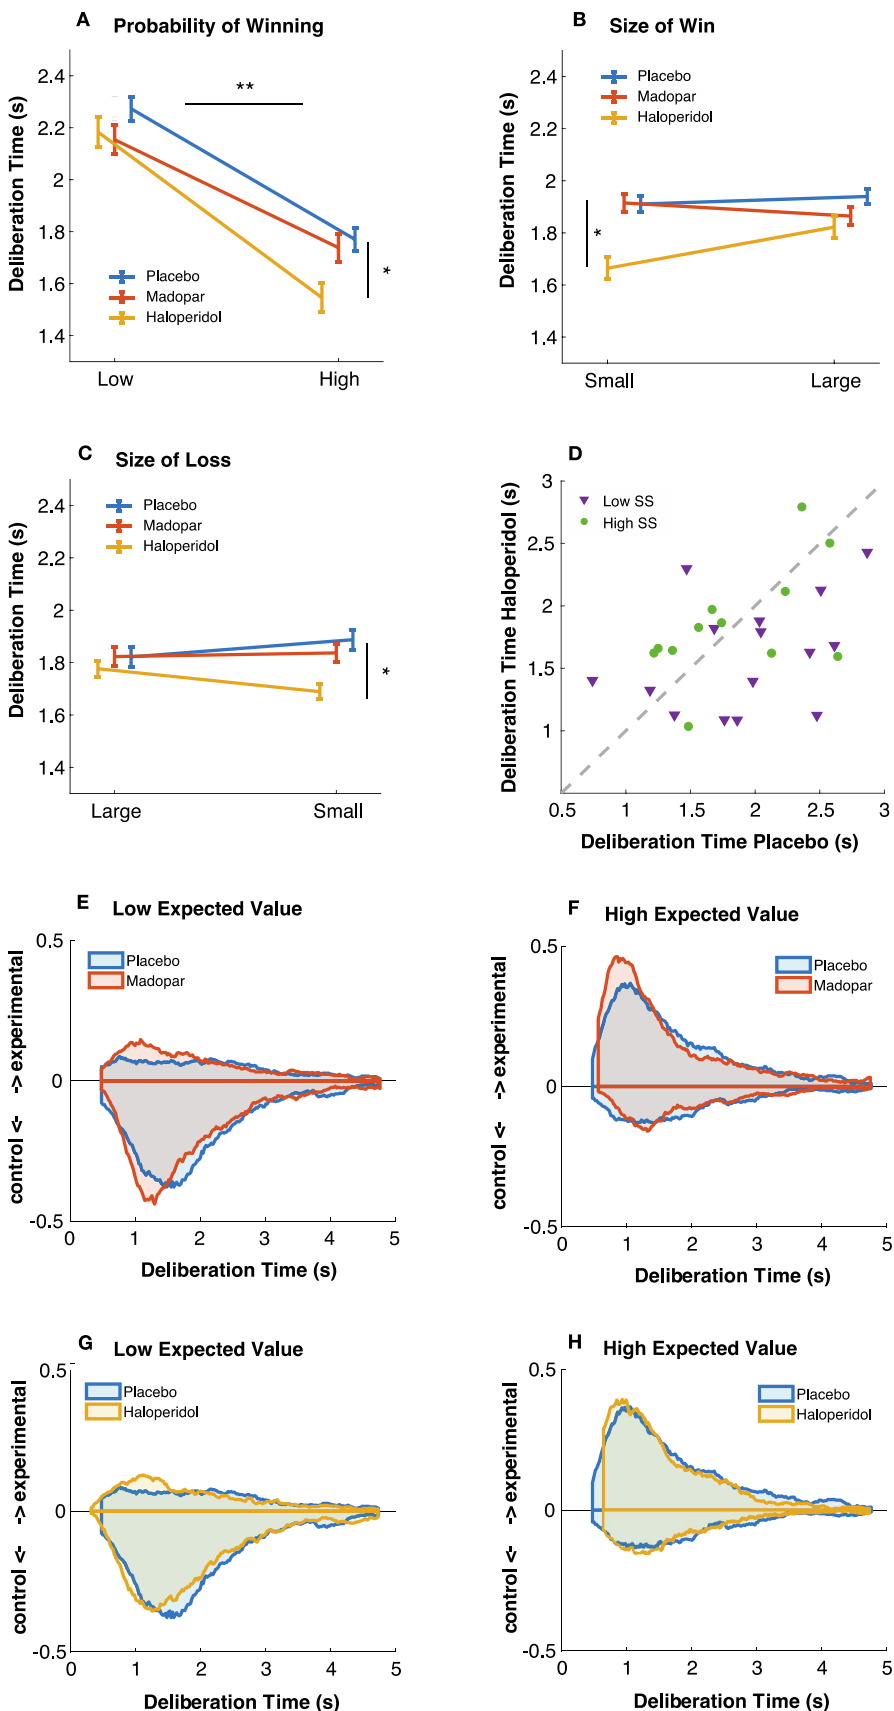 A Probability of Winning
Deliberation Time (s)
2.4
2.2
2
1.8
1.6
1.4
**
*
Placebo
Madopar
Haloperidol
Low High
B Size of Win
Deliberation Time (s)
2.4
2.2
2
1.8
1.6
1.4
Placebo
Madopar
Haloperidol
*
Small Large
C Size of Loss
Deliberation Time (s)
2.4
2.2
2
1.8
1.6
1.4
Placebo
Madopar
Haloperidol
*
Large Small
D
Deliberation Time Haloperidol (s)
3
2.5
2
1.5
1
Low SS
High SS
0.5 1 1.5 2 2.5 3
Deliberation Time Placebo (s)
E Low Expected Value
control <- -> experimental
0.5
0
-0.5
Placebo
Madopar
0 1 2 3 4 5
Deliberation Time (s)
F High Expected Value
control <- -> experimental
0.5
0
-0.5
Placebo
Madopar
0 1 2 3 4 5
Deliberation Time (s)
G Low Expected Value
control <- -> experimental
0.5
0
-0.5
Placebo
Haloperidol
0 1 2 3 4 5
Deliberation Time (s)
H High Expected Value
control <- -> experimental
0.5
0
-0.5
Placebo
Haloperidol
0 1 2 3 4 5
Deliberation Time (s)